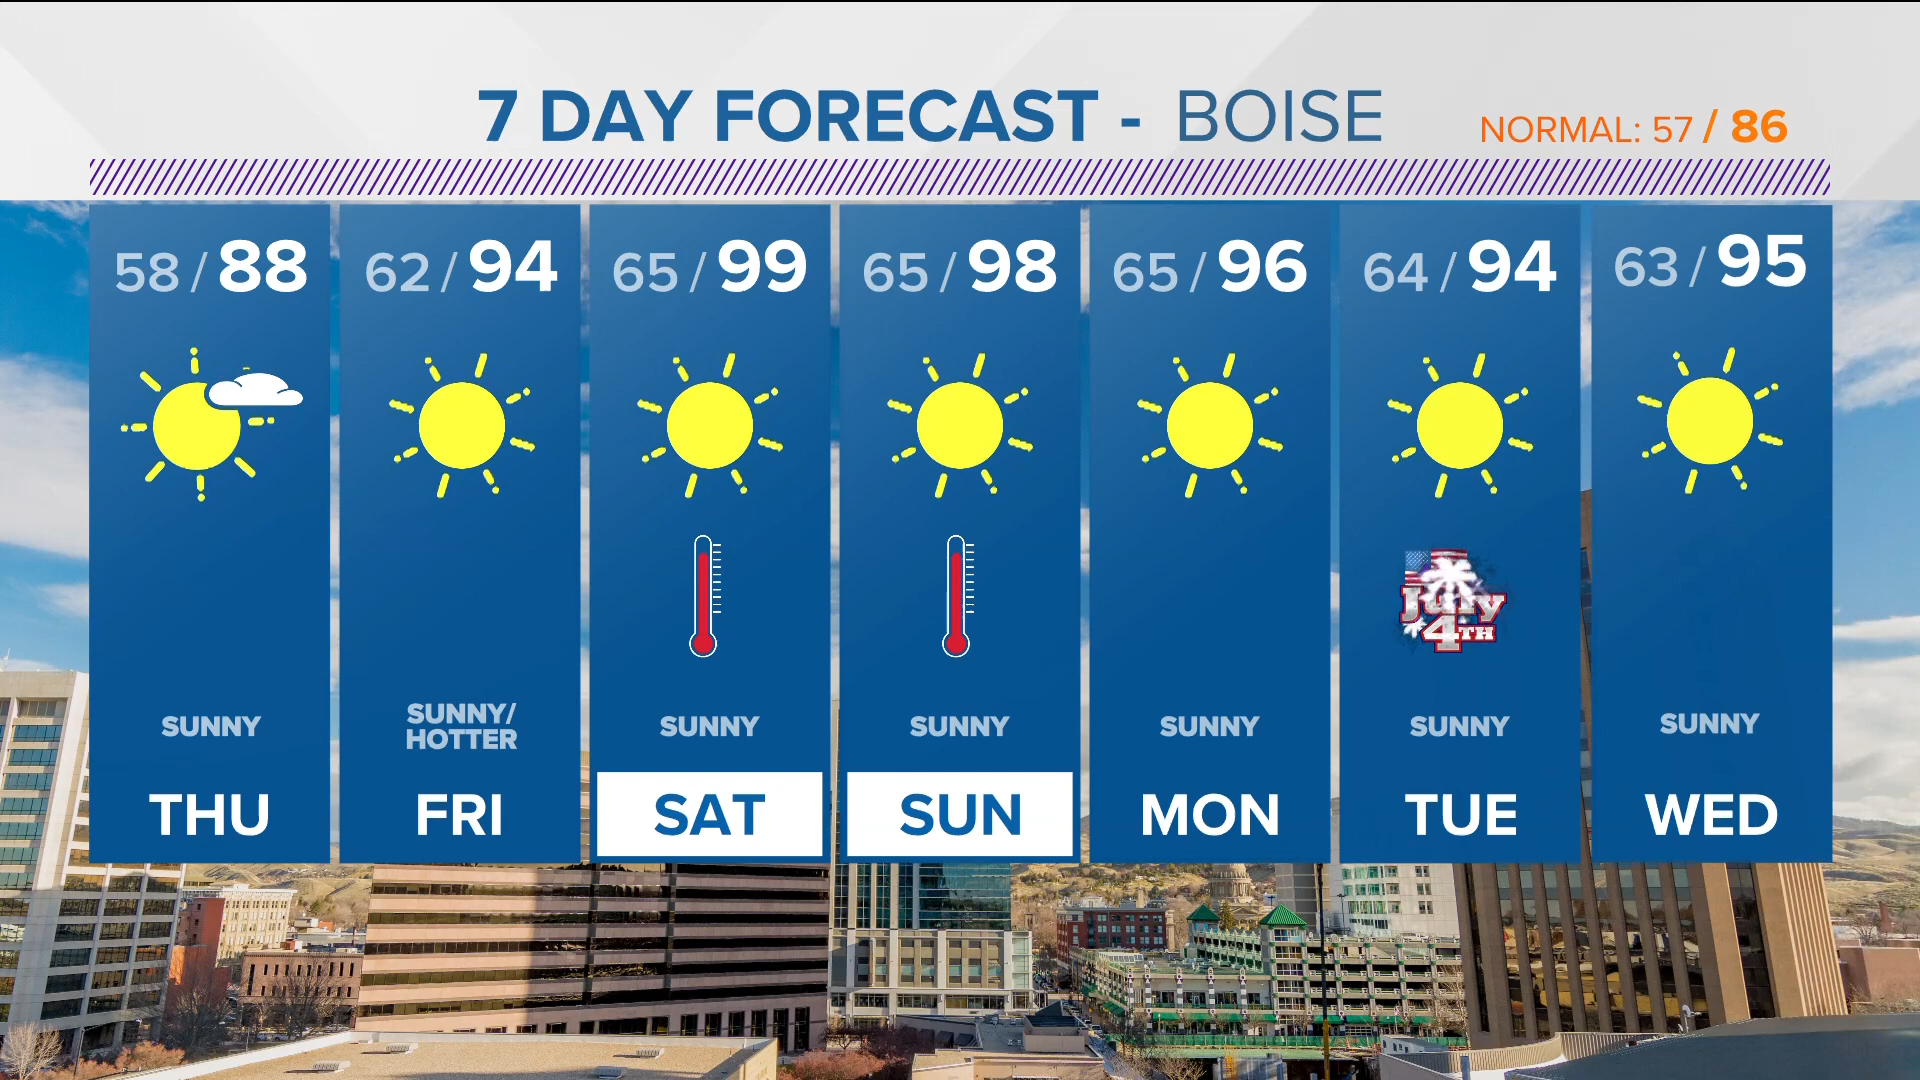 7 DAY FORECAST - BOISE
NORMAL: 57 / 86
58 / 88
62 / 94
65 / 99
65 / 98
65 / 96
64 / 94
63 / 95
July
4TH
SUNNY
SUNNY/
HOTTER
SUNNY
SUNNY
SUNNY
SUNNY
SUNNY
THU
FRI
SAT
SUN
MON
TUE
WED